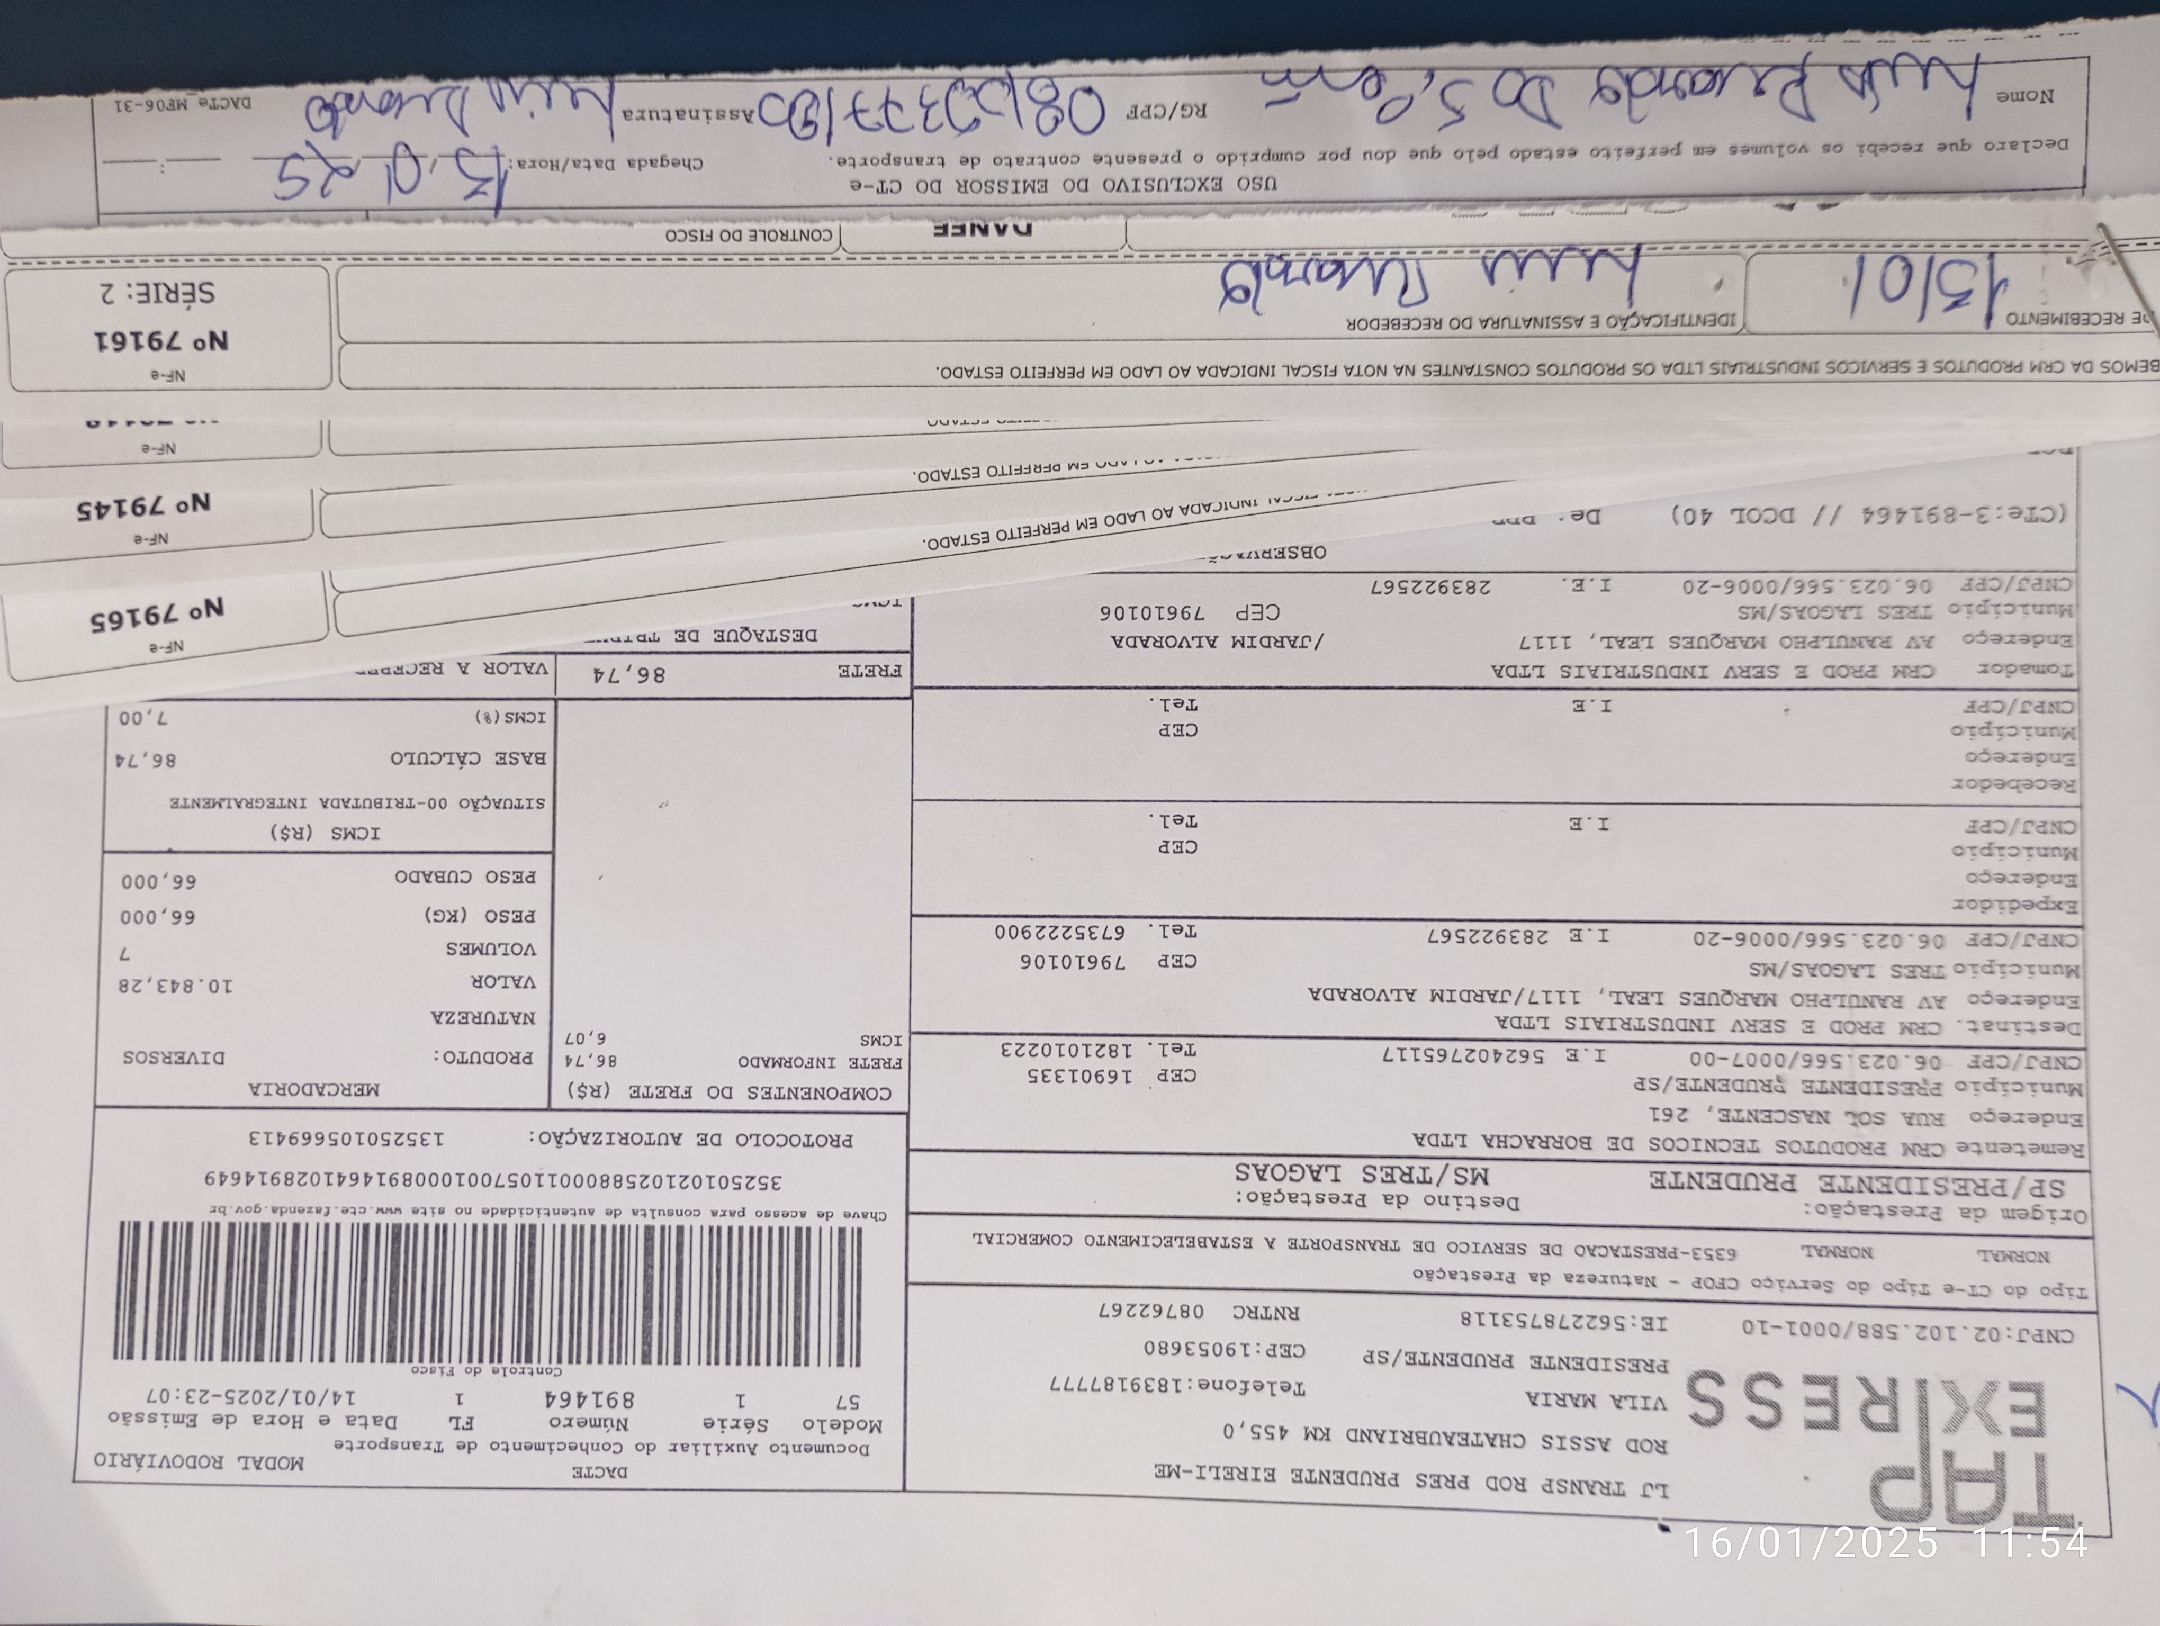 TAP
EXPRESS
LJ TRANSP ROD PRES PRUDENTE EIRELI-ME
ROD ASSIS CHATEAUBRIAND KM 455,0
VILA MARIA Telefone:1839187777
PRESIDENTE PRUDENTE/SP CEP:19053680
CNPJ:02.102.588/0001-10 IE:562278753118 RNTRC 08762267
DACTE MODAL RODOVIÁRIO
Documento Auxiliar do Conhecimento de Transporte
Modelo Série Número FL Data e Hora de Emissão
57 1 891464 1 14/01/2025-23:07
Controle do Fisco
Chave de acesso para consulta de autenticidade no site www.cte.fazenda.gov.br
35250102102588000110570010008914641028914649
PROTOCOLO DE AUTORIZAÇÃO: 135250105669413
Tipo do CT-e Tipo do Serviço CFOP - Natureza da Prestação
NORMAL NORMAL 6353-PRESTACAO DE SERVICO DE TRANSPORTE A ESTABELECIMENTO COMERCIAL
Origem da Prestação: Destino da Prestação:
SP/PRESIDENTE PRUDENTE MS/TRES LAGOAS
Remetente CRM PRODUTOS TECNICOS DE BORRACHA LTDA
Endereço RUA SOL NASCENTE, 261
Município PRESIDENTE PRUDENTE/SP CEP 16901335
CNPJ/CPF 06.023.566/0007-00 I.E 562402765117 Tel. 1821010223
Destinat. CRM PROD E SERV INDUSTRIAIS LTDA
Endereço AV RANULPHO MARQUES LEAL, 1117/JARDIM ALVORADA
Município TRES LAGOAS/MS CEP 79610106
CNPJ/CPF 06.023.566/0006-20 I.E 283922567 Tel. 6735222900
Expedidor
Endereço
Município CEP
CNPJ/CPF I.E Tel.
Recebedor
Endereço
Município CEP
CNPJ/CPF I.E Tel.
Tomador CRM PROD E SERV INDUSTRIAIS LTDA
Endereço AV RANULPHO MARQUES LEAL, 1117 /JARDIM ALVORADA
Município TRES LAGOAS/MS CEP 79610106
CNPJ/CPF 06.023.566/0006-20 I.E. 283922567
(CTe:3-891464 // DCOL 40) De:
COMPONENTES DO FRETE (R$)
FRETE INFORMADO 86,74
ICMS 6,07
FRETE 86,74
DESTAQUE DE
MERCADORIA
PRODUTO: DIVERSOS
NATUREZA
VALOR 10.843,28
VOLUMES 7
PESO (KG) 66,000
PESO CUBADO 66,000
ICMS (R$)
SITUAÇÃO 00-TRIBUTADA INTEGRALMENTE
BASE CÁLCULO 86,74
ICMS(%) 7,00
VALOR A
NF-e
Nº 79165
INDICADA AO LADO EM PERFEITO ESTADO.
NF-e
Nº 79145
EM PERFEITO ESTADO.
NF-e
BEMOS DA CRM PRODUTOS E SERVICOS INDUSTRIAIS LTDA OS PRODUTOS CONSTANTES NA NOTA FISCAL INDICADA AO LADO EM PERFEITO ESTADO.
NF-e
Nº 79161
SÉRIE: 2
DE RECEBIMENTO IDENTIFICAÇÃO E ASSINATURA DO RECEBEDOR
15/01
DANFE
CONTROLE DO FISCO
USO EXCLUSIVO DO EMISSOR DO CT-e
Declaro que recebi os volumes em perfeito estado pelo que dou por cumprido o presente contrato de transporte. Chegada Data/Hora: 15,01,25
Nome RG/CPF Assinatura
DACTe_MF06-31
16/01/2025 11:54